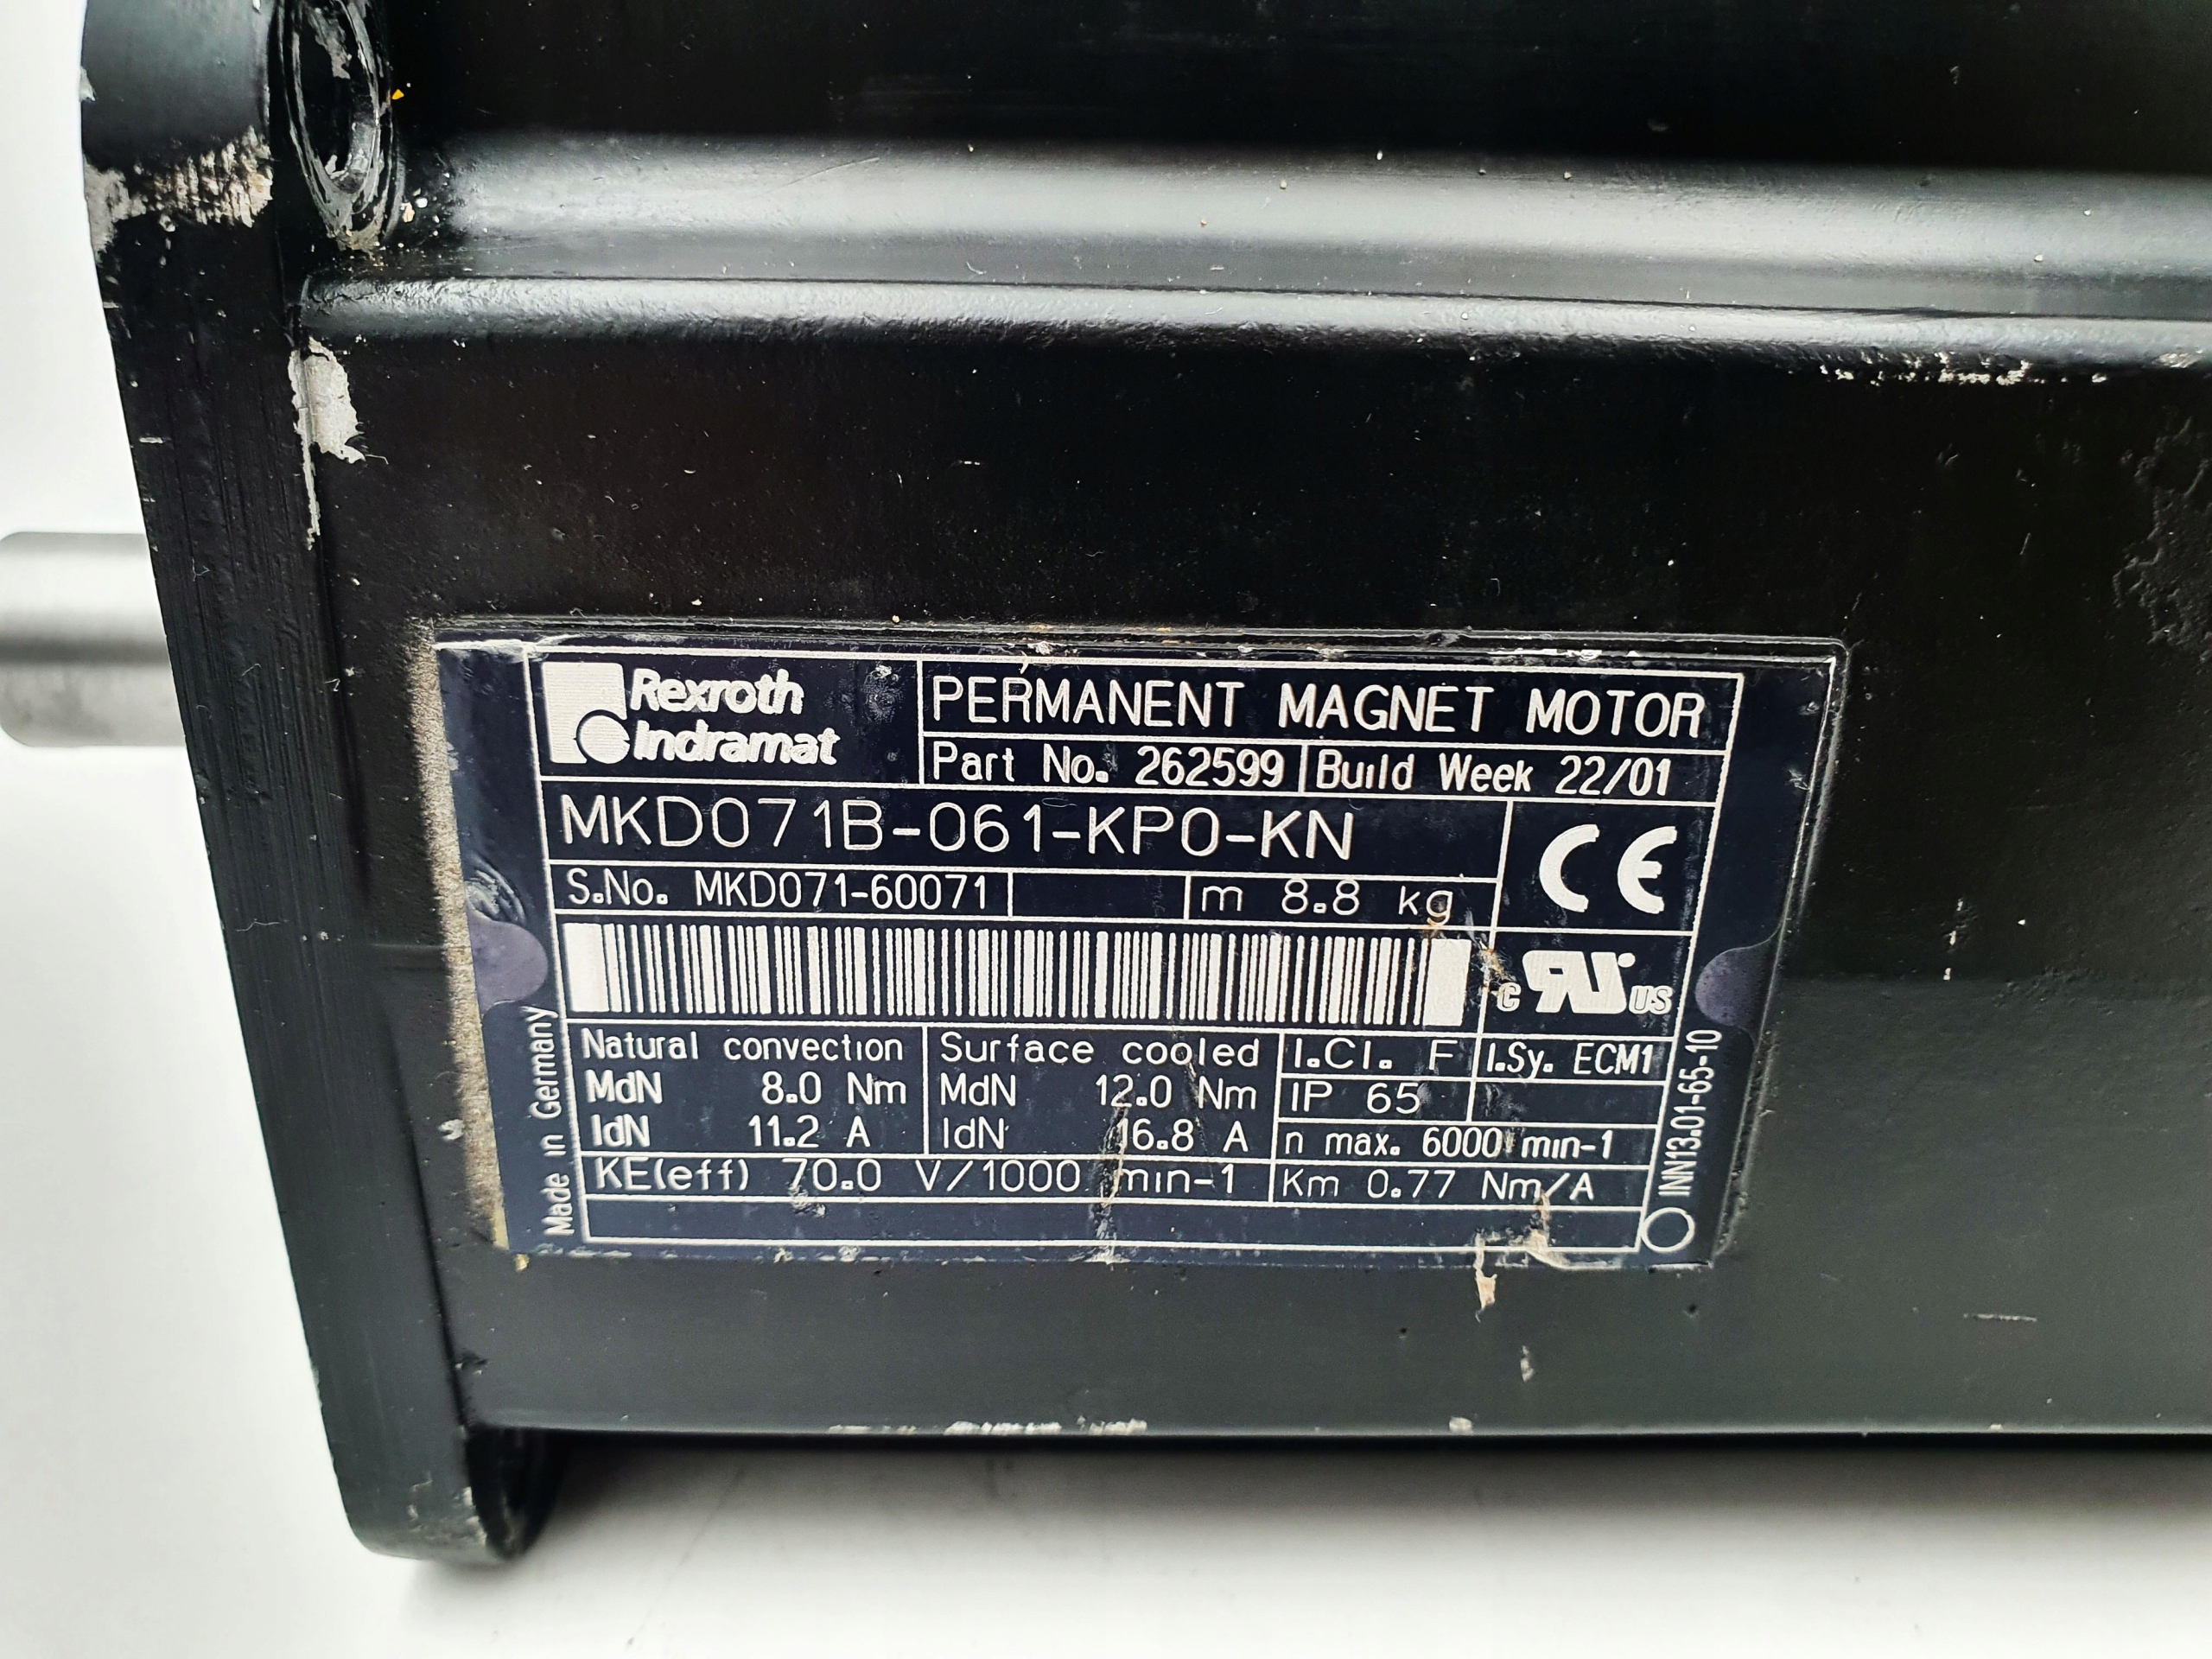 Rexroth
Indramat
PERMANENT MAGNET MOTOR
Part No. 262599 Build Week 22/01
MKD071B-061-KP0-KN
CE
S.No. MKD071-60071 m 8.8 kg
c RU US
Natural convection Surface cooled I.Cl. F I.Sy. ECM1
MdN 8.0 Nm MdN 12.0 Nm IP 65
IdN 11.2 A IdN 16.8 A n max. 6000 min-1
KE(eff) 70.0 V/1000 min-1 Km 0.77 Nm/A
Made in Germany
INN13.01-65-10